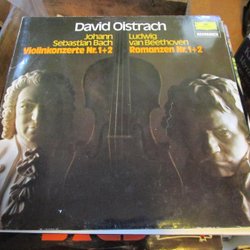 David Oistrach
Johann
Sebastian Bach
Violinkonzerte Nr.1+2
Ludwig
van Beethoven
Romanzen Nr.1+2